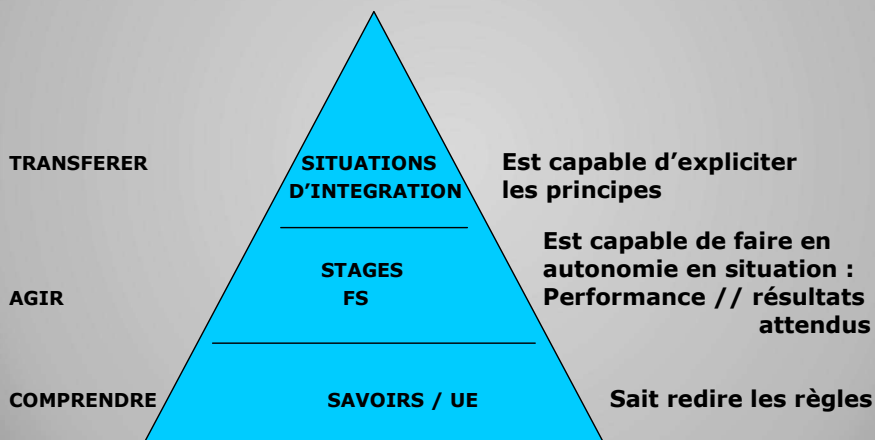 TRANSFERER
SITUATIONS
D'INTEGRATION
Est capable d'expliciter
les principes
AGIR
STAGES
FS
Est capable de faire en
autonomie en situation :
Performance // résultats
attendus
COMPRENDRE
SAVOIRS / UE
Sait redire les règles